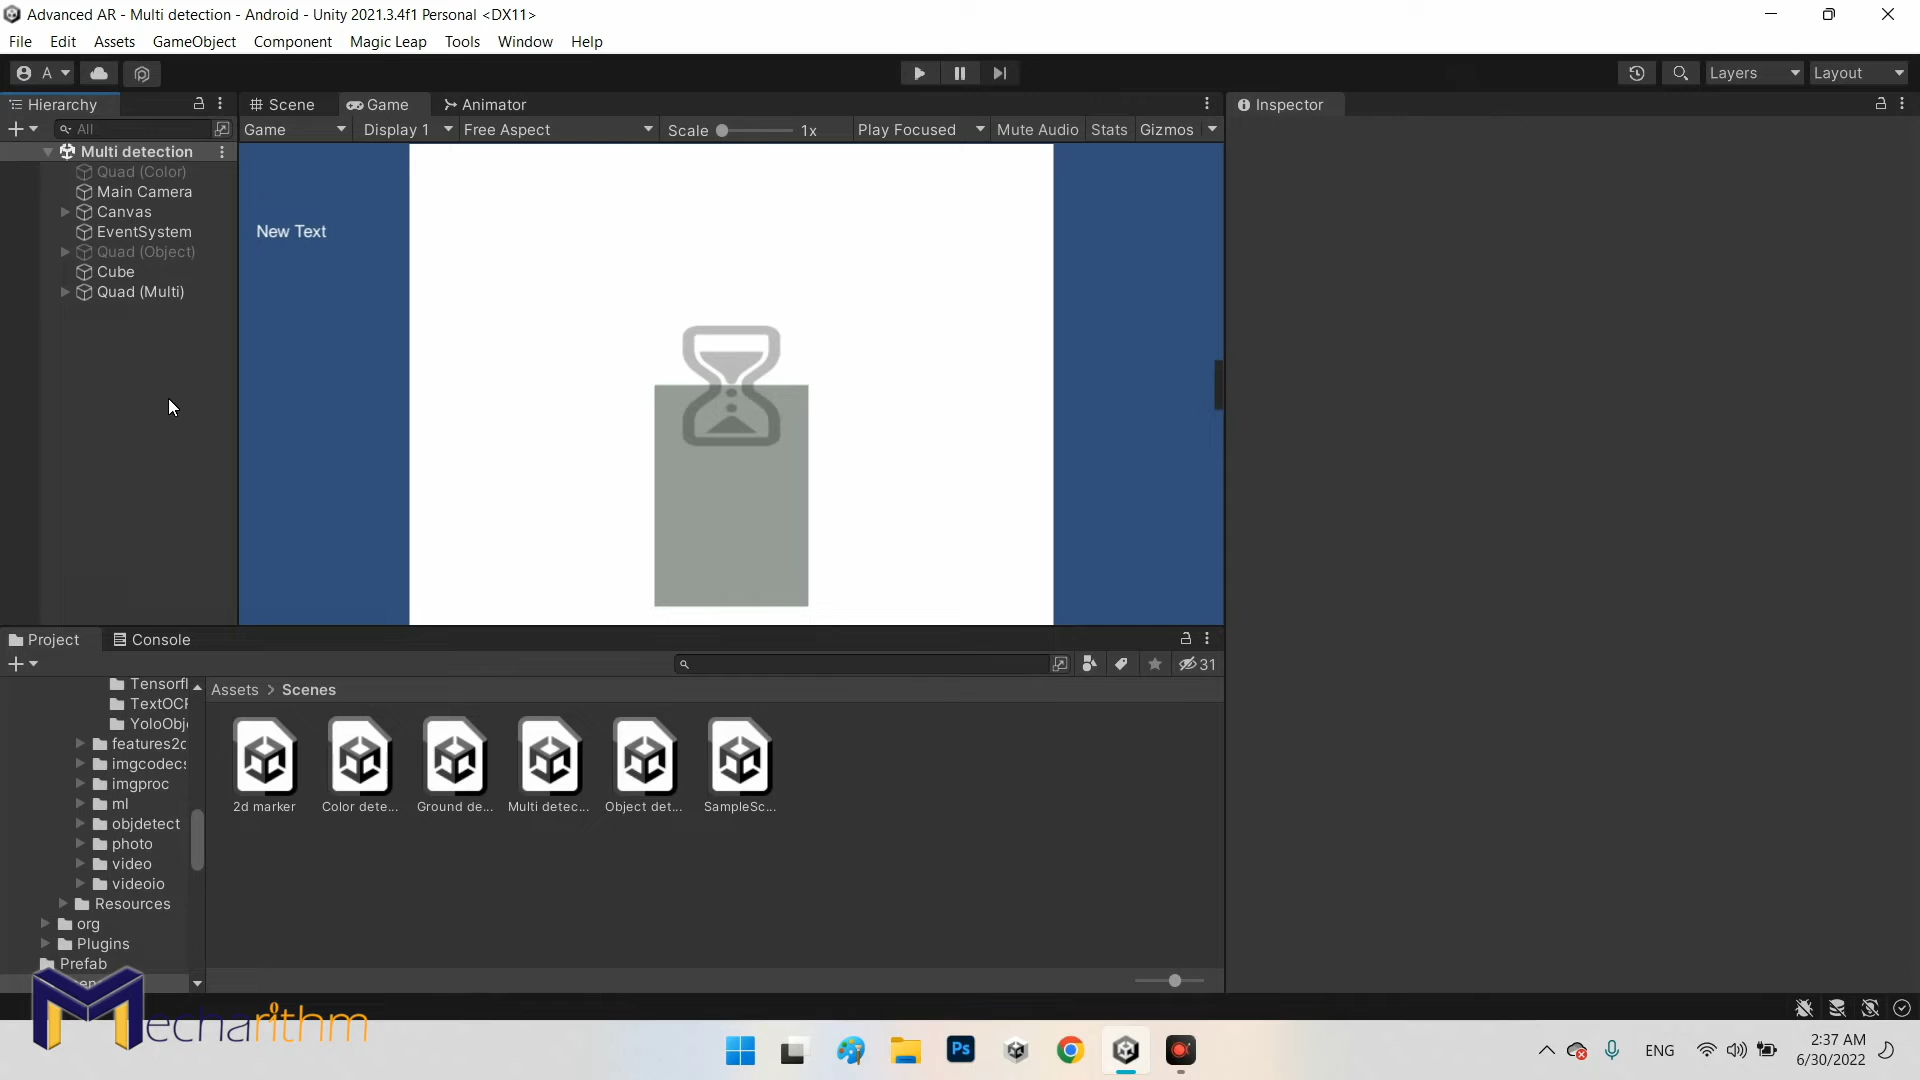 Advanced AR - Multi detection - Android - Unity 2021.3.4f1 Personal <DX11>
File Edit Assets GameObject Component Magic Leap Tools Window Help
A Layers Layout
Hierarchy Scene Game Animator Inspector
All Game Display 1 Free Aspect Scale 1x Play Focused Mute Audio Stats Gizmos
Multi detection
Quad (Color)
Main Camera
Canvas
EventSystem
Quad (Object)
Cube
Quad (Multi)
New Text
Project Console
31
Assets > Scenes
Tensorfl
TextOCR
YoloObj
features2d
imgcodecs
imgproc
ml
objdetect
photo
video
videoio
Resources
org
Plugins
Prefab
2d marker Color dete... Ground de... Multi detec... Object det... SampleSc...
Mecharithm
Ps
ENG
2:37 AM
6/30/2022